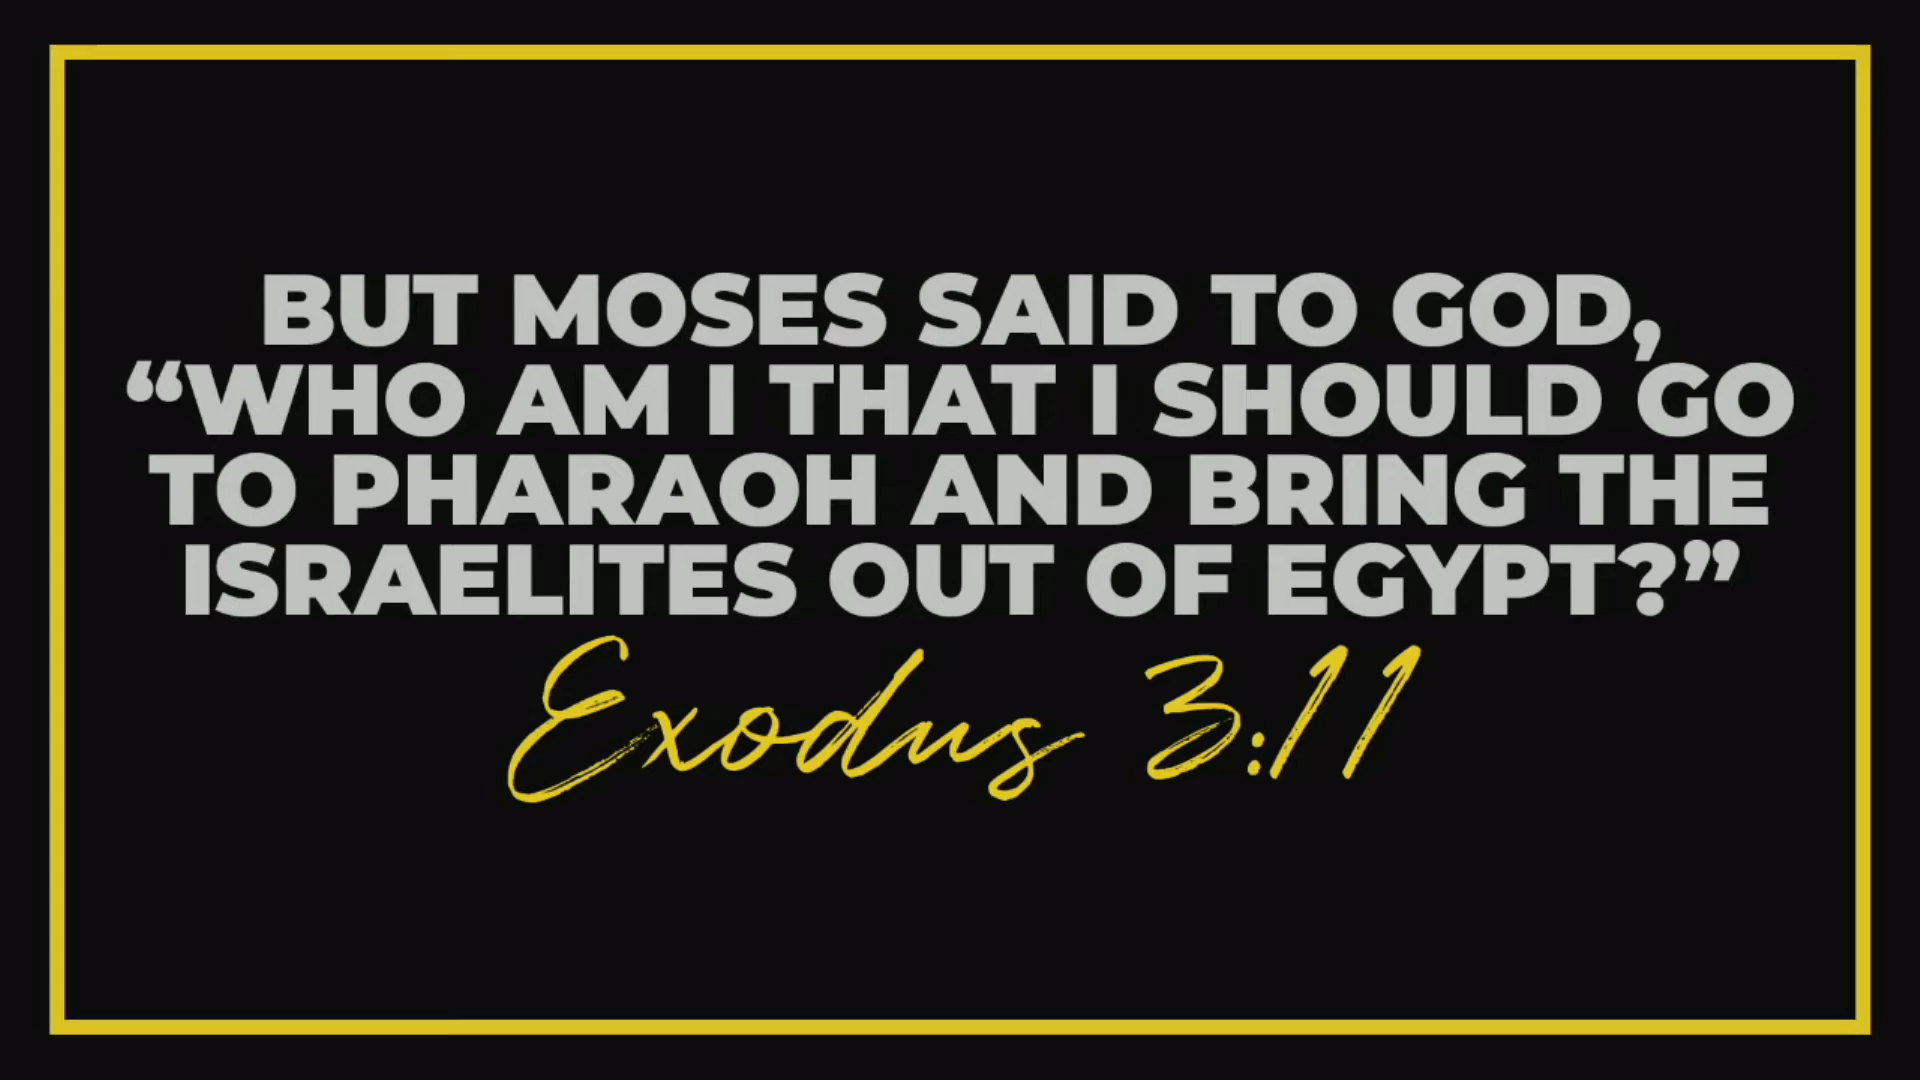 BUT MOSES SAID TO GOD,
“WHO AM I THAT I SHOULD GO
TO PHARAOH AND BRING THE
ISRAELITES OUT OF EGYPT?”
Exodus 3:11